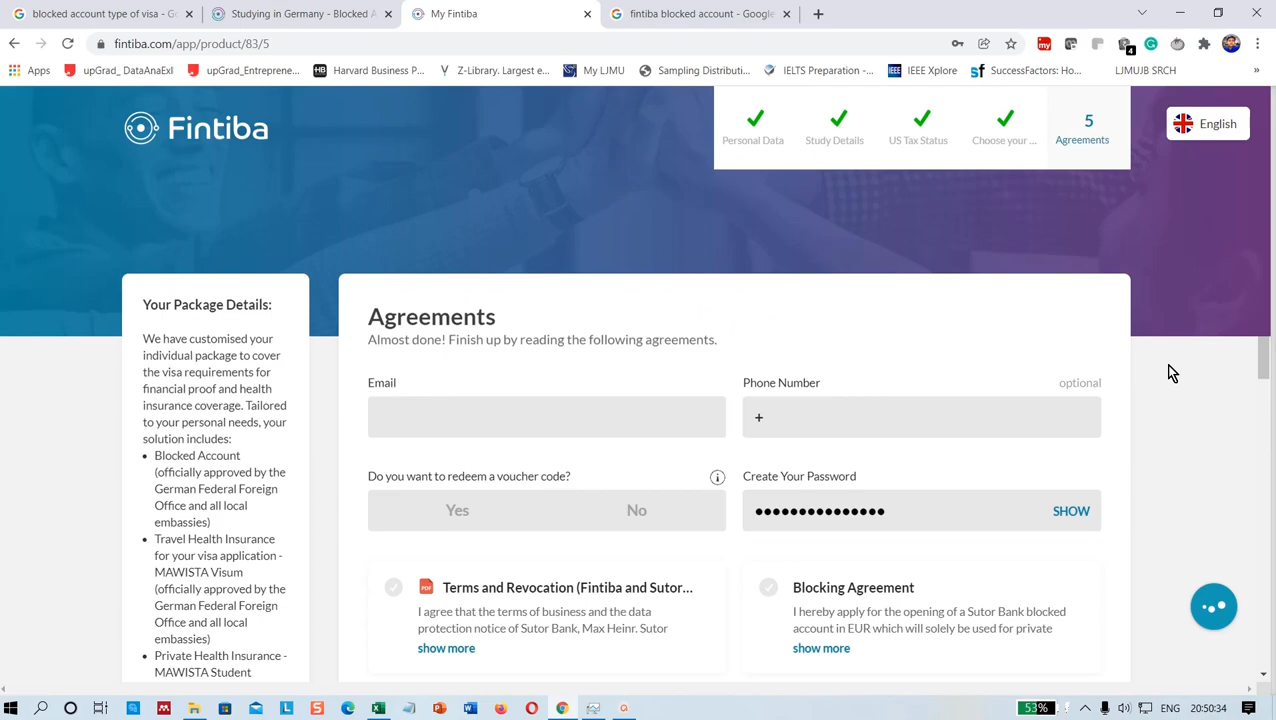 blocked account type of visa - G
Studying in Germany - Blocked A
My Fintiba
fintiba blocked account - Google
fintiba.com/app/product/83/5
4
Apps
upGrad_ DataAnaExl
upGrad_Entreprene...
HB
Harvard Business P...
Z-Library. Largest e...
My LJMU
Sampling Distributi...
IELTS Preparation -...
IEEE
IEEE Xplore
SuccessFactors: Ho...
LJMUJB SRCH
»
Fintiba
Personal Data
Study Details
US Tax Status
Choose your ...
5
Agreements
English
Your Package Details:
We have customised your
individual package to cover
the visa requirements for
financial proof and health
insurance coverage. Tailored
to your personal needs, your
solution includes:
• Blocked Account
(officially approved by the
German Federal Foreign
Office and all local
embassies)
• Travel Health Insurance
for your visa application -
MAWISTA Visum
(officially approved by the
German Federal Foreign
Office and all local
embassies)
• Private Health Insurance -
MAWISTA Student
Agreements
Almost done! Finish up by reading the following agreements.
Email
Phone Number optional
+
Do you want to redeem a voucher code?
Create Your Password
Yes No
••••••••••••••• SHOW
PDF
Terms and Revocation (Fintiba and Sutor...
I agree that the terms of business and the data
protection notice of Sutor Bank, Max Heinr. Sutor
show more
Blocking Agreement
I hereby apply for the opening of a Sutor Bank blocked
account in EUR which will solely be used for private
show more
53%
ENG
20:50:34